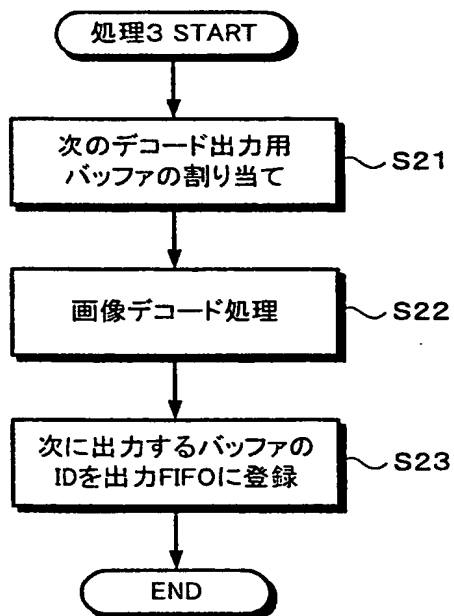 処理3 START
次のデコード出力用
バッファの割り当て
S21
画像デコード処理
S22
次に出力するバッファの
IDを出力FIFOに登録
S23
END